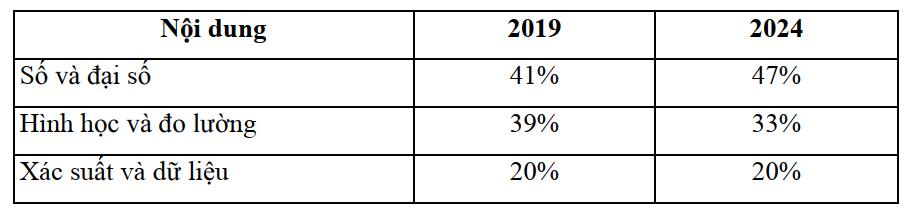 Nội dung 2019 2024
Số và đại số 41% 47%
Hình học và đo lường 39% 33%
Xác suất và dữ liệu 20% 20%